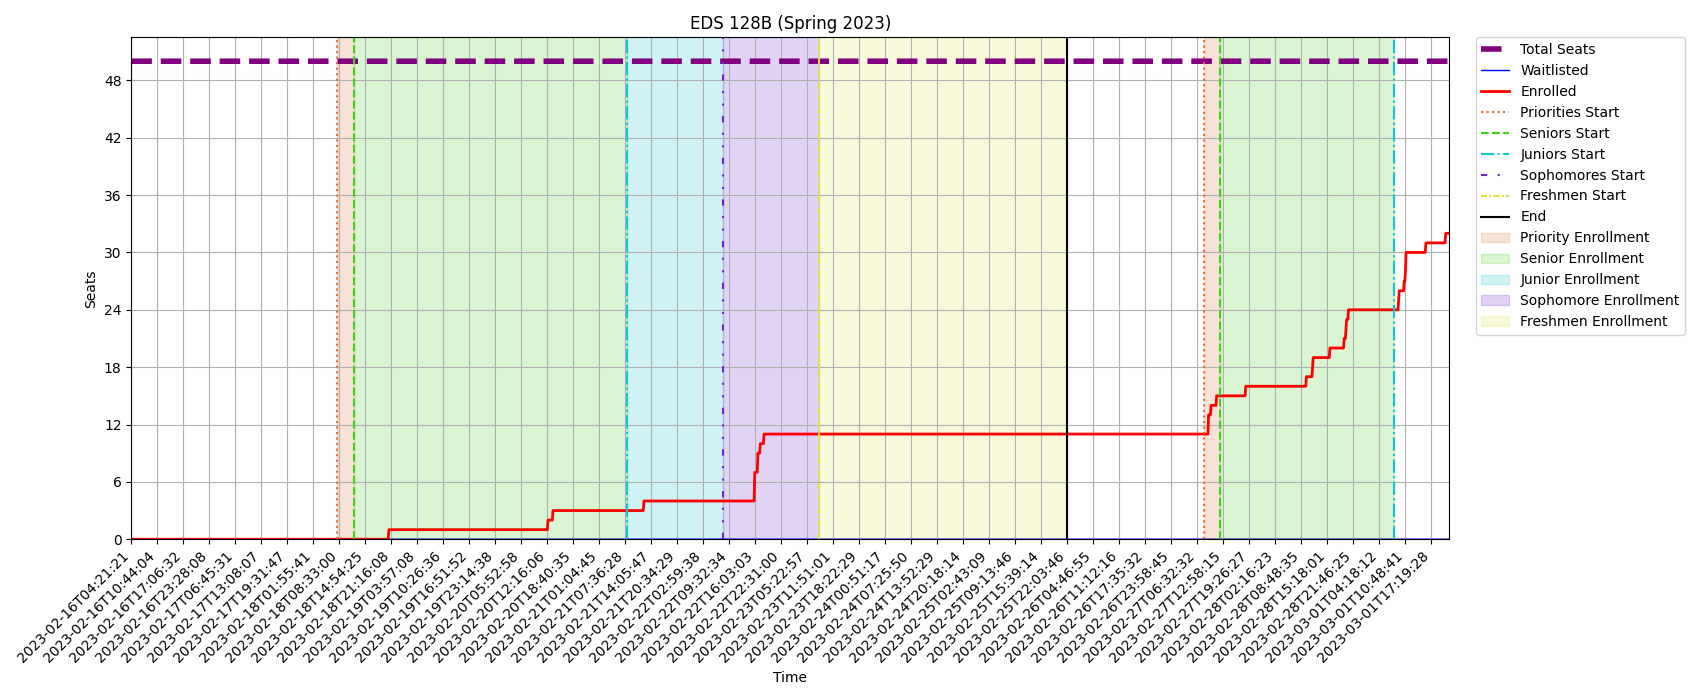 EDS 128B (Spring 2023)
Total Seats
Waitlisted
Enrolled
Priorities Start
Seniors Start
Juniors Start
Sophomores Start
Freshmen Start
End
Priority Enrollment
Senior Enrollment
Junior Enrollment
Sophomore Enrollment
Freshmen Enrollment
Seats
48
42
36
30
24
18
12
6
0
2023-02-16T04:21:21
2023-02-16T10:44:04
2023-02-16T17:06:32
2023-02-16T23:28:08
2023-02-17T06:45:31
2023-02-17T13:08:07
2023-02-17T19:31:47
2023-02-18T01:55:41
2023-02-18T08:33:00
2023-02-18T14:54:25
2023-02-18T21:16:08
2023-02-19T03:57:08
2023-02-19T10:26:36
2023-02-19T16:51:52
2023-02-19T23:14:38
2023-02-20T05:52:58
2023-02-20T12:16:06
2023-02-20T18:40:35
2023-02-21T01:04:45
2023-02-21T07:36:28
2023-02-21T14:05:47
2023-02-21T20:34:29
2023-02-22T02:59:38
2023-02-22T09:32:34
2023-02-22T16:03:03
2023-02-22T22:31:00
2023-02-23T05:22:57
2023-02-23T11:51:01
2023-02-23T18:22:29
2023-02-24T00:51:17
2023-02-24T07:25:50
2023-02-24T13:52:29
2023-02-24T20:18:14
2023-02-25T02:43:09
2023-02-25T09:13:46
2023-02-25T15:39:14
2023-02-25T22:03:46
2023-02-26T04:46:55
2023-02-26T11:12:16
2023-02-26T17:35:32
2023-02-26T23:58:45
2023-02-27T06:32:32
2023-02-27T12:58:15
2023-02-27T19:26:27
2023-02-28T02:16:23
2023-02-28T08:48:35
2023-02-28T15:18:01
2023-02-28T21:46:25
2023-03-01T04:18:12
2023-03-01T10:48:41
2023-03-01T17:19:28
Time